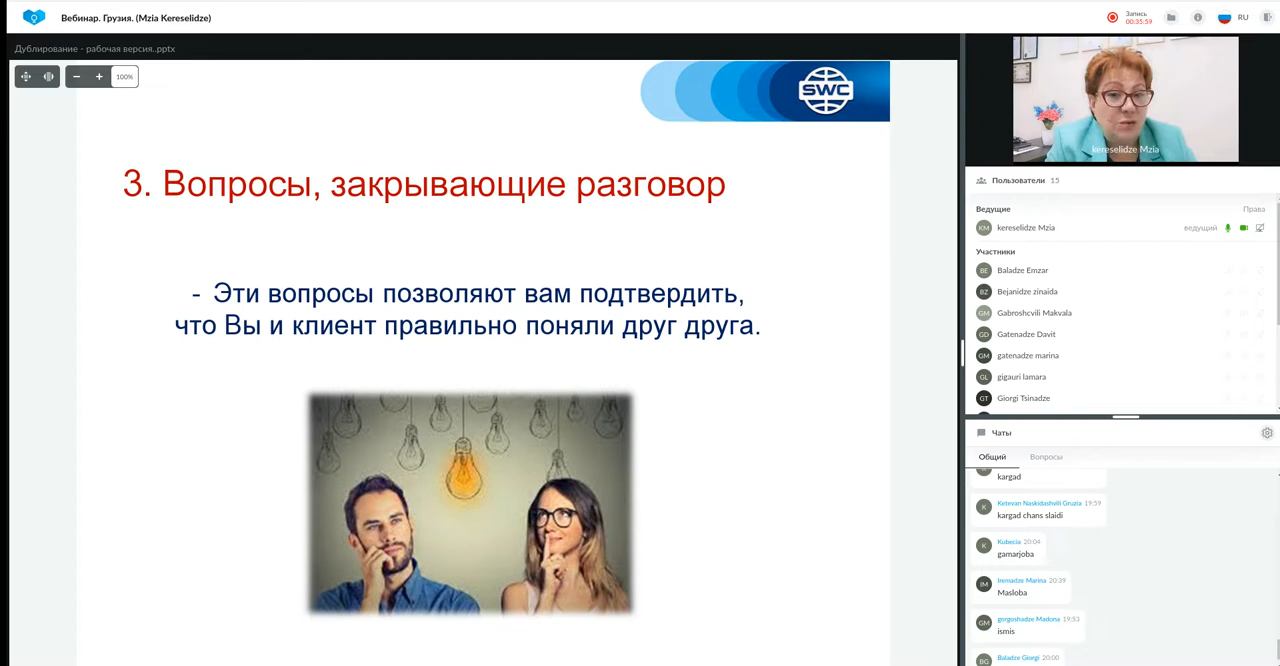 Вебинар. Грузия. (Mzia Kereselidze)
Запись
00:35:59
RU
Дублирование - рабочая версия..pptx
100%
SWC
3. Вопросы, закрывающие разговор
- Эти вопросы позволяют вам подтвердить,
что Вы и клиент правильно поняли друг друга.
kereselidze Mzia
Пользователи 15
Ведущие Права
KM kereselidze Mzia ведущий
Участники
BE Baladze Emzar
BZ Bejanidze zinaida
GM Gabroshcvili Makvala
GD Gatenadze Davit
GM gatenadze marina
GL gigauri lamara
GT Giorgi Tsinadze
Чаты
Общий Вопросы
kargad
K Ketevan Naskidashvili Gruzia 19:59
kargad chans slaidi
K Kubecia 20:04
gamarjoba
IM Iremadze Marina 20:39
Masloba
GM gorgoshadze Madona 19:53
ismis
BG Baladze Giorgi 20:00